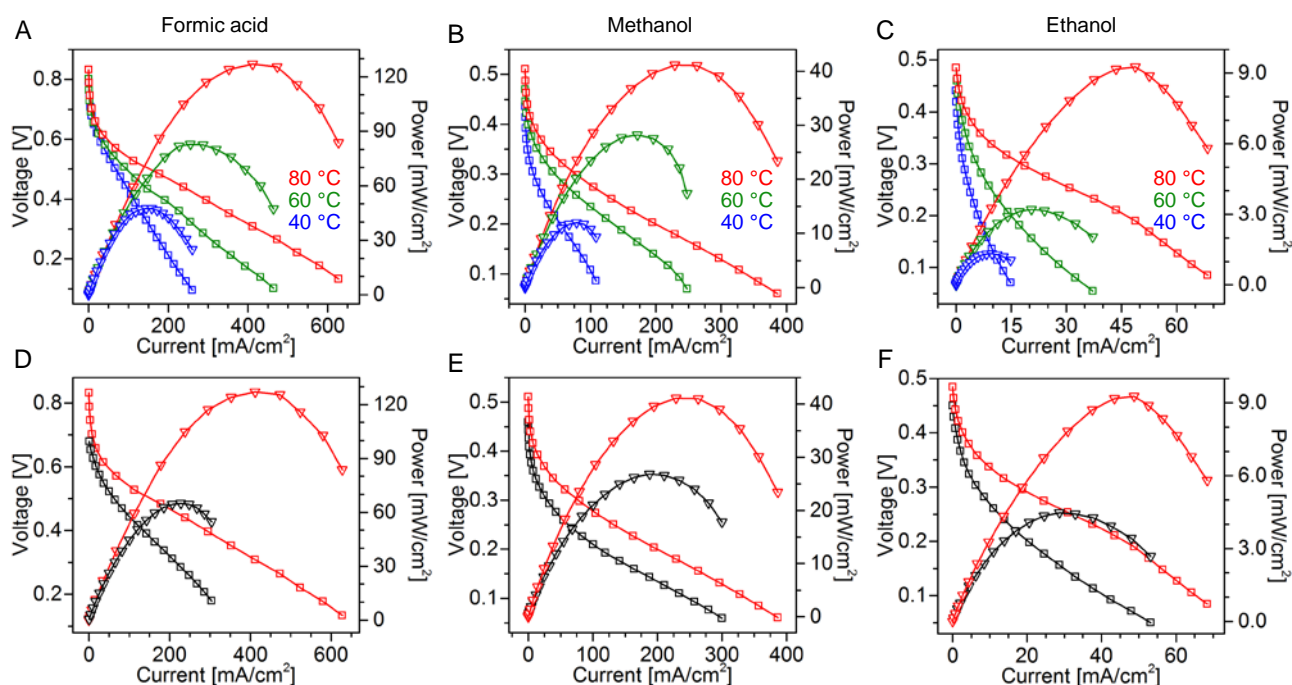 Formic acid
Methanol
Ethanol
A
0.8
0.6
0.4
0.2
Voltage [V]
120
90
60
30
0
Power [mW/cm²]
80 °C
60 °C
40 °C
0 200 400 600
Current [mA/cm²]
B
0.5
0.4
0.3
0.2
0.1
Voltage [V]
40
30
20
10
0
Power [mW/cm²]
80 °C
60 °C
40 °C
0 100 200 300 400
Current [mA/cm²]
C
0.5
0.4
0.3
0.2
0.1
Voltage [V]
9.0
6.0
3.0
0.0
Power [mW/cm²]
80 °C
60 °C
40 °C
0 15 30 45 60
Current [mA/cm²]
D
0.8
0.6
0.4
0.2
Voltage [V]
120
90
60
30
0
Power [mW/cm²]
0 200 400 600
Current [mA/cm²]
E
0.5
0.4
0.3
0.2
0.1
Voltage [V]
40
30
20
10
0
Power [mW/cm²]
0 100 200 300 400
Current [mA/cm²]
F
0.5
0.4
0.3
0.2
0.1
Voltage [V]
9.0
6.0
3.0
0.0
Power [mW/cm²]
0 20 40 60
Current [mA/cm²]